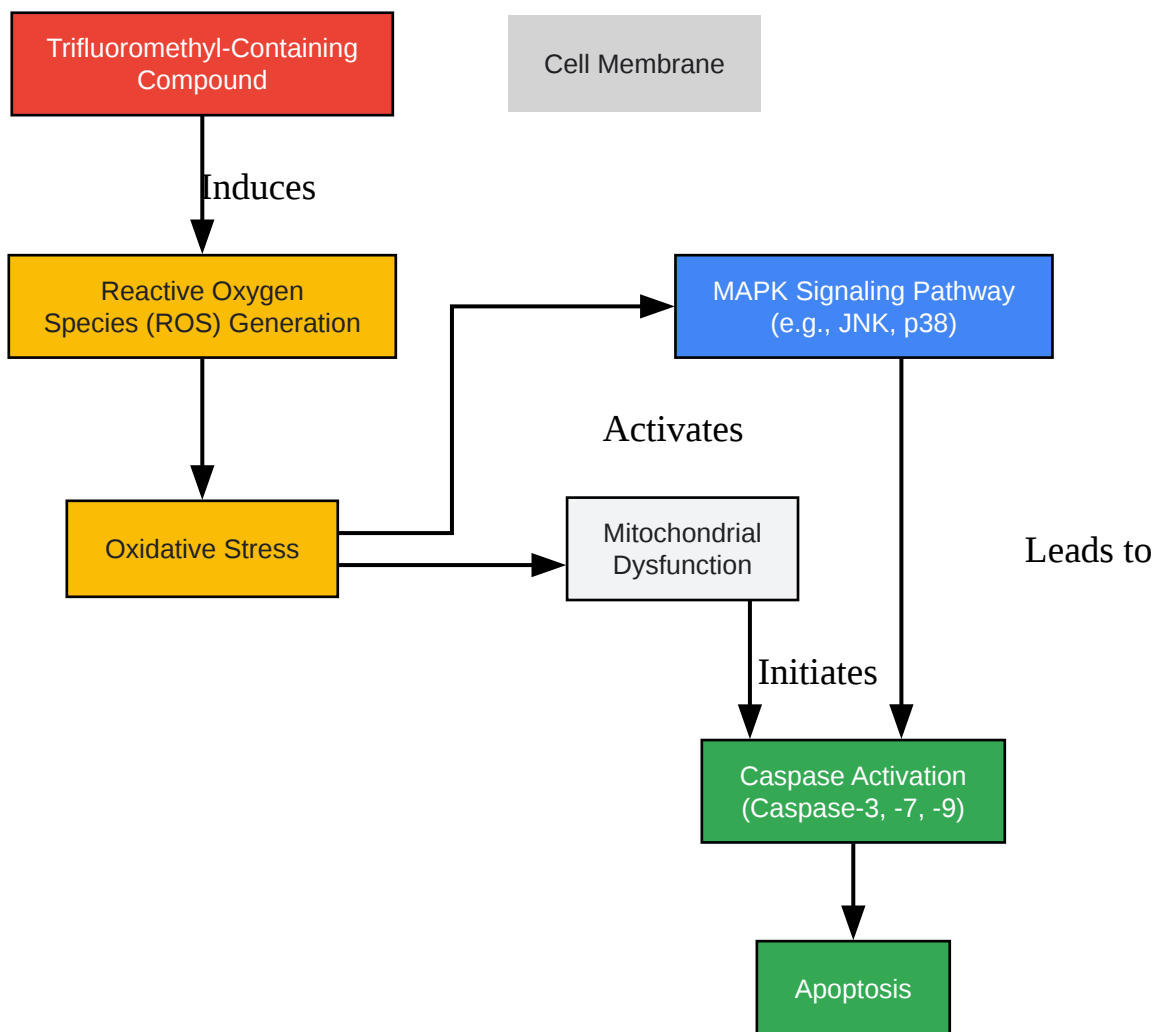 Trifluoromethyl-Containing
Compound
Cell Membrane
Induces
Reactive Oxygen
Species (ROS) Generation
MAPK Signaling Pathway
(e.g., JNK, p38)
Activates
Oxidative Stress
Mitochondrial
Dysfunction
Leads to
Initiates
Caspase Activation
(Caspase-3, -7, -9)
Apoptosis